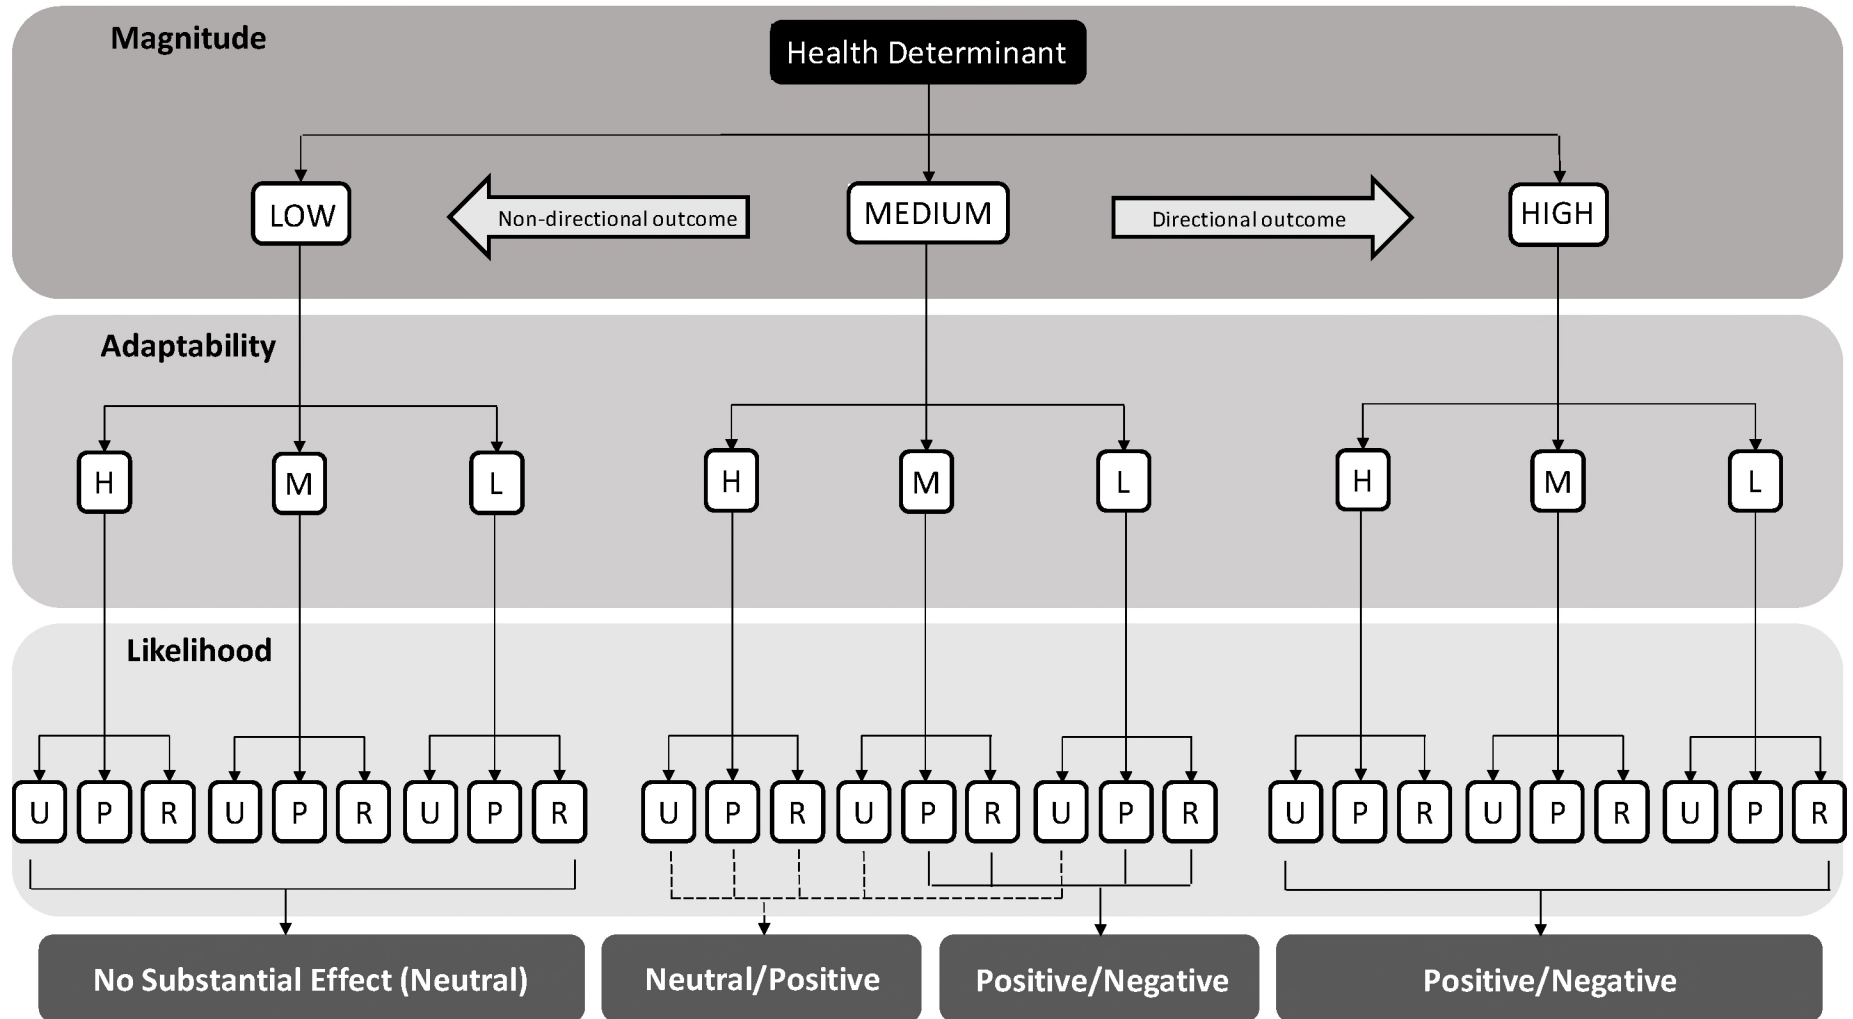 Magnitude
Health Determinant
LOW
Non-directional outcome
MEDIUM
Directional outcome
HIGH
Adaptability
H M L H M L H M L
Likelihood
U P R U P R U P R U P R U P R U P R U P R U P R U P R
No Substantial Effect (Neutral)
Neutral/Positive
Positive/Negative
Positive/Negative